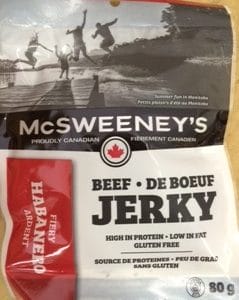 Summer fun in Manitoba
Petits plaisirs d'été au Manitoba
McSWEENEY'S
PROUDLY CANADIAN FIÈREMENT CANADIEN
BEEF • DE BOEUF
JERKY
FIERY
HABANERO
ARDENT
HIGH IN PROTEIN • LOW IN FAT
GLUTEN FREE
SOURCE DE PROTÉINES • PEU DE GRAS
SANS GLUTEN
80 g